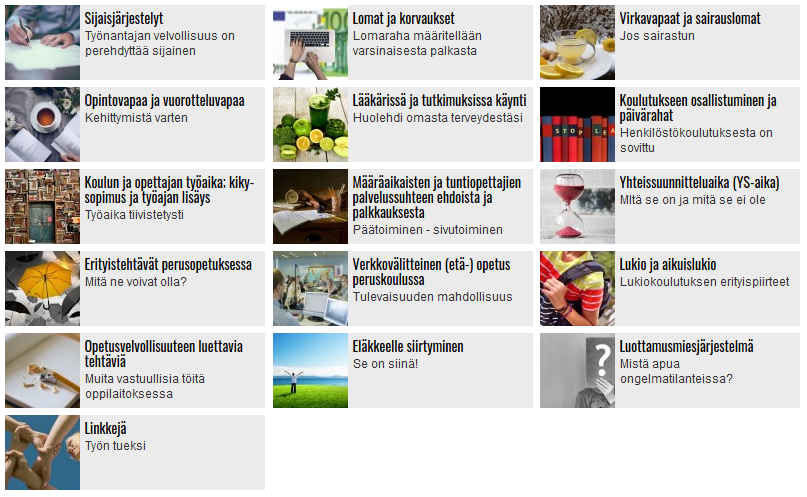 Sijaisjärjestelyt
Työnantajan velvollisuus on
perehdyttää sijainen
Lomat ja korvaukset
Lomaraha määritellään
varsinaisesta palkasta
Virkavapaat ja sairauslomat
Jos sairastun
Opintovapaa ja vuorotteluvapaa
Kehittymistä varten
Lääkärissä ja tutkimuksissa käynti
Huolehdi omasta terveydestäsi
STOP LEA
Koulutukseen osallistuminen ja
päivärahat
Henkilöstökoulutuksesta on
sovittu
Koulun ja opettajan työaika; kiky-
sopimus ja työajan lisäys
Työaika tiivistetysti
Määräaikaisten ja tuntiopettajien
palvelussuhteen ehdoista ja
palkkauksesta
Päätoiminen - sivutoiminen
Yhteissuunnitteluaika (YS-aika)
MItä se on ja mitä se ei ole
Erityistehtävät perusopetuksessa
Mitä ne voivat olla?
Verkkovälitteinen (etä-) opetus
peruskoulussa
Tulevaisuuden mahdollisuus
Lukio ja aikuislukio
Lukiokoulutuksen erityispiirteet
Opetusvelvollisuuteen luettavia
tehtäviä
Muita vastuullisia töitä
oppilaitoksessa
Eläkkeelle siirtyminen
Se on siinä!
?
Luottamusmiesjärjestelmä
Mistä apua
ongelmatilanteissa?
Linkkejä
Työn tueksi